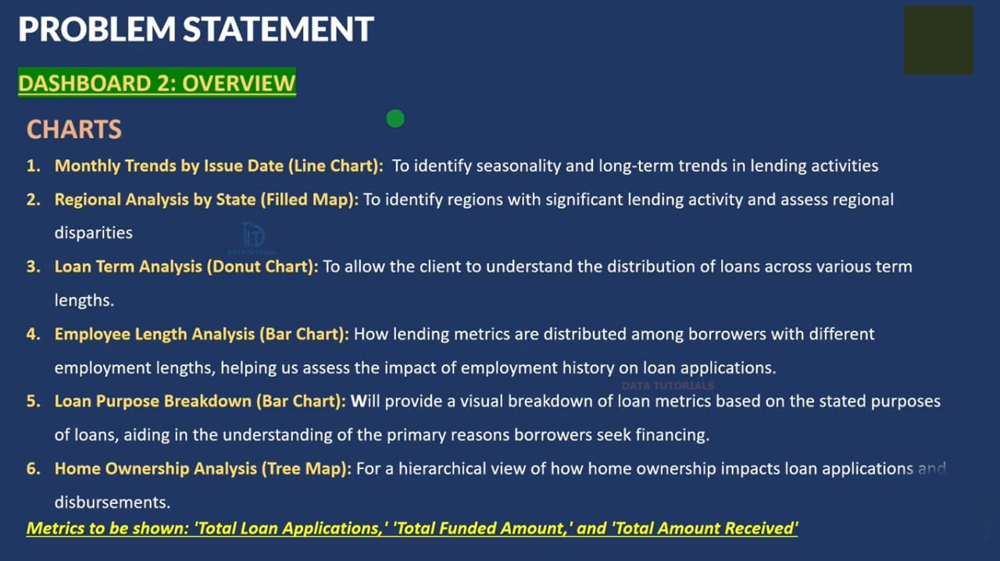 PROBLEM STATEMENT
DASHBOARD 2: OVERVIEW
CHARTS
1. Monthly Trends by Issue Date (Line Chart): To identify seasonality and long-term trends in lending activities
2. Regional Analysis by State (Filled Map): To identify regions with significant lending activity and assess regional
disparities
DATA TUTORIALS
3. Loan Term Analysis (Donut Chart): To allow the client to understand the distribution of loans across various term
lengths.
4. Employee Length Analysis (Bar Chart): How lending metrics are distributed among borrowers with different
employment lengths, helping us assess the impact of employment history on loan applications.
DATA TUTORIALS
5. Loan Purpose Breakdown (Bar Chart): Will provide a visual breakdown of loan metrics based on the stated purposes
of loans, aiding in the understanding of the primary reasons borrowers seek financing.
6. Home Ownership Analysis (Tree Map): For a hierarchical view of how home ownership impacts loan applications and
disbursements.
Metrics to be shown: 'Total Loan Applications,' 'Total Funded Amount,' and 'Total Amount Received'